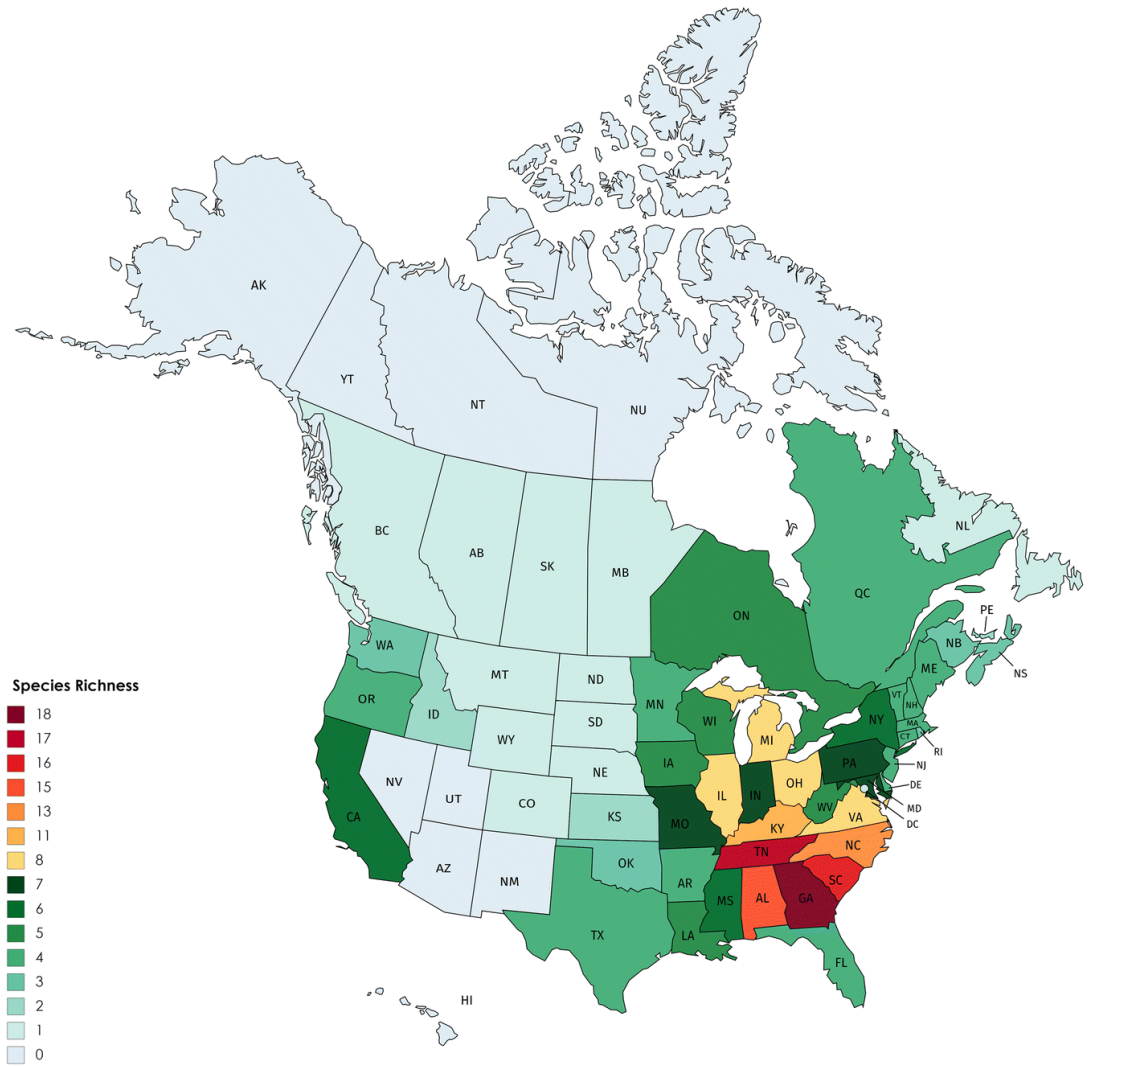 AK
YT
NT
NU
BC
AB
SK
MB
NL
QC
ON
PE
NB
NS
ME
WA
MT
ND
OR
ID
MN
VT
NH
WI
NY
MA
CT
SD
WY
MI
RI
IA
PA
NJ
NE
NV
UT
CO
IL
IN
OH
DE
MD
WV
DC
CA
KS
MO
KY
VA
TN
NC
OK
AZ
NM
AR
SC
MS
AL
GA
TX
LA
FL
HI
Species Richness
18
17
16
15
13
11
8
7
6
5
4
3
2
1
0